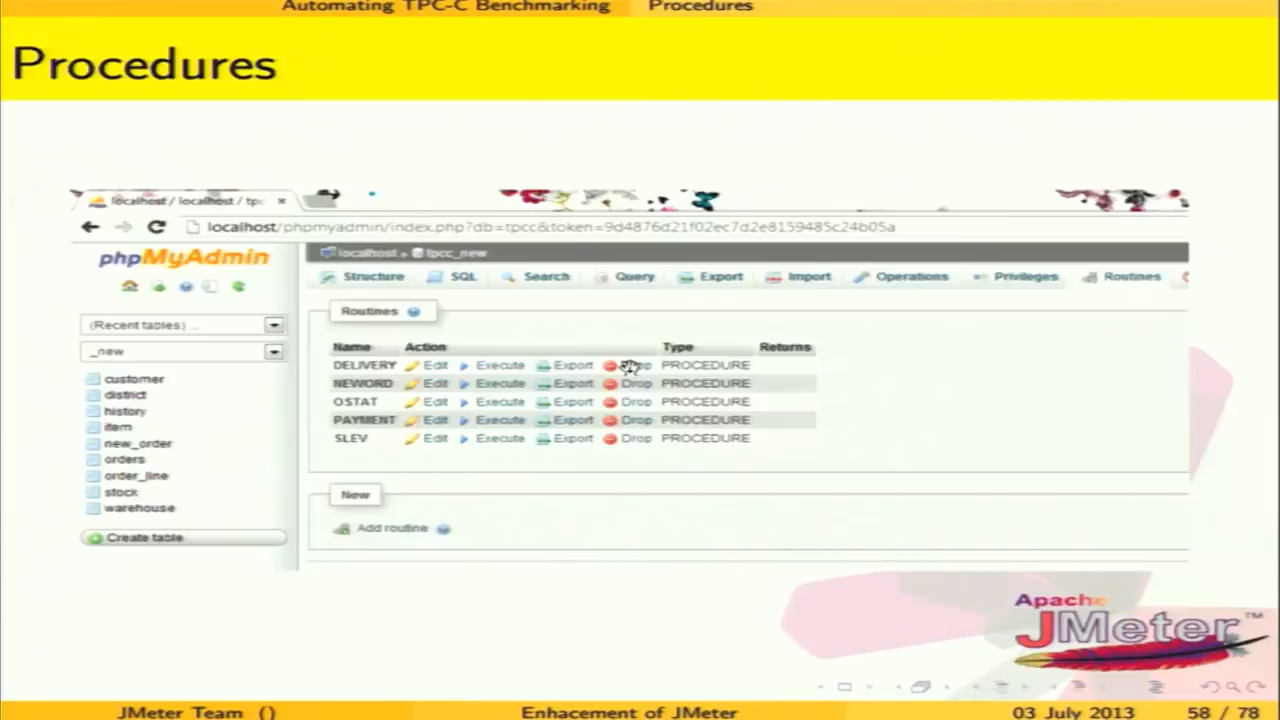 Automating TPC-C Benchmarking Procedures
Procedures
localhost / localhost / tpc
localhost/phpmyadmin/index.php?db=tpcc&token=9d4876d21f02ec7d2e8159485c24b05a
phpMyAdmin
localhost » tpcc_new
Structure SQL Search Query Export Import Operations Privileges Routines
(Recent tables) ...
_new
customer
district
history
item
new_order
orders
order_line
stock
warehouse
Create table
Routines
Name Action Type Returns
DELIVERY Edit Execute Export PROCEDURE
NEWORD Edit Execute Export Drop PROCEDURE
OSTAT Edit Execute Export Drop PROCEDURE
PAYMENT Edit Execute Export Drop PROCEDURE
SLEV Edit Execute Export Drop PROCEDURE
New
Add routine
Apache
JMeter™
JMeter Team () Enhacement of JMeter 03 July 2013 58 / 78